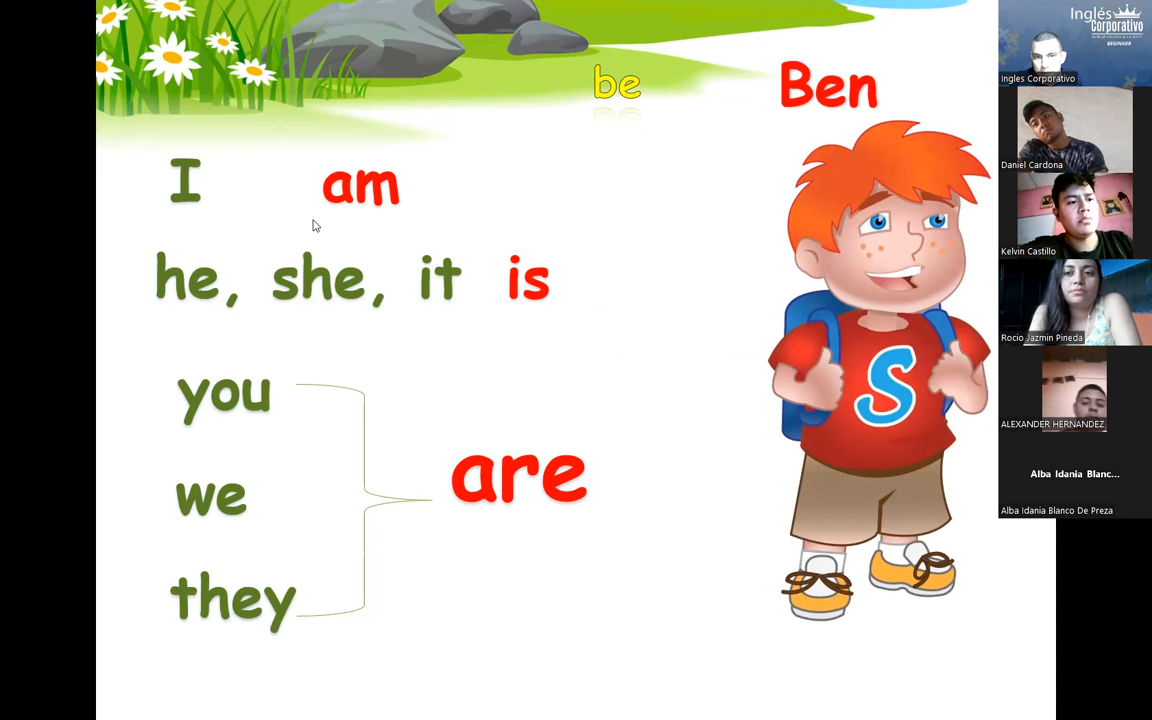 be
Ben
I am
he, she, it is
you
we
are
they
S
Inglés
Corporativo
BEGINNER
Ingles Corporativo
Daniel Cardona
Kelvin Castillo
Rocio Jazmin Pineda
ALEXANDER HERNANDEZ
Alba Idania Blanc...
Alba Idania Blanco De Preza